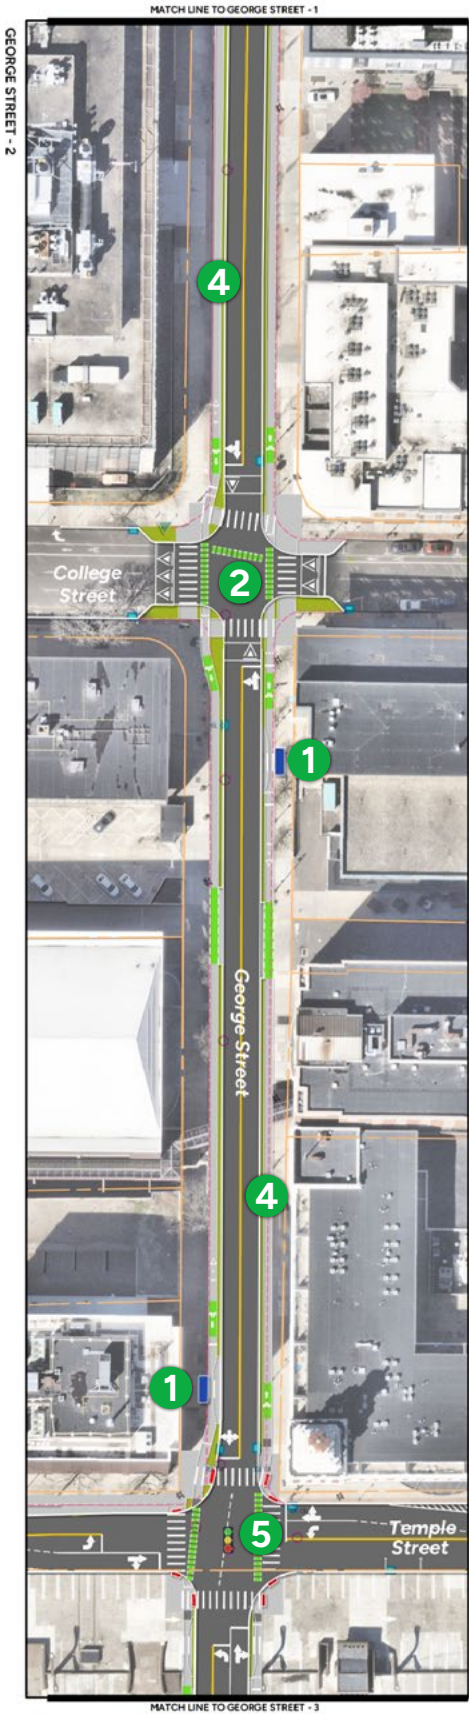 MATCH LINE TO GEORGE STREET - 1
GEORGE STREET - 2
4
College
Street
2
1
George Street
4
1
5
Temple
Street
MATCH LINE TO GEORGE STREET - 3